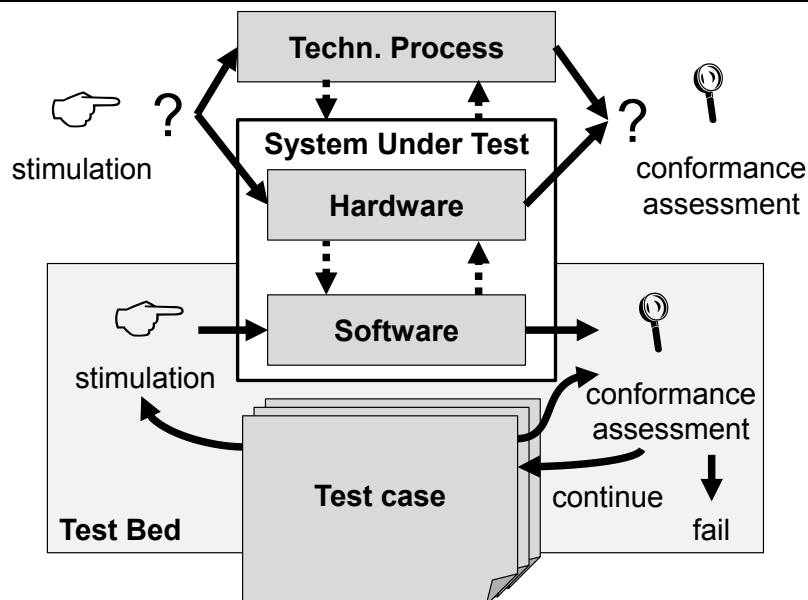 Techn. Process
?
?
stimulation
System Under Test
conformance
assessment
Hardware
Software
stimulation
conformance
assessment
Test case
continue
Test Bed
fail